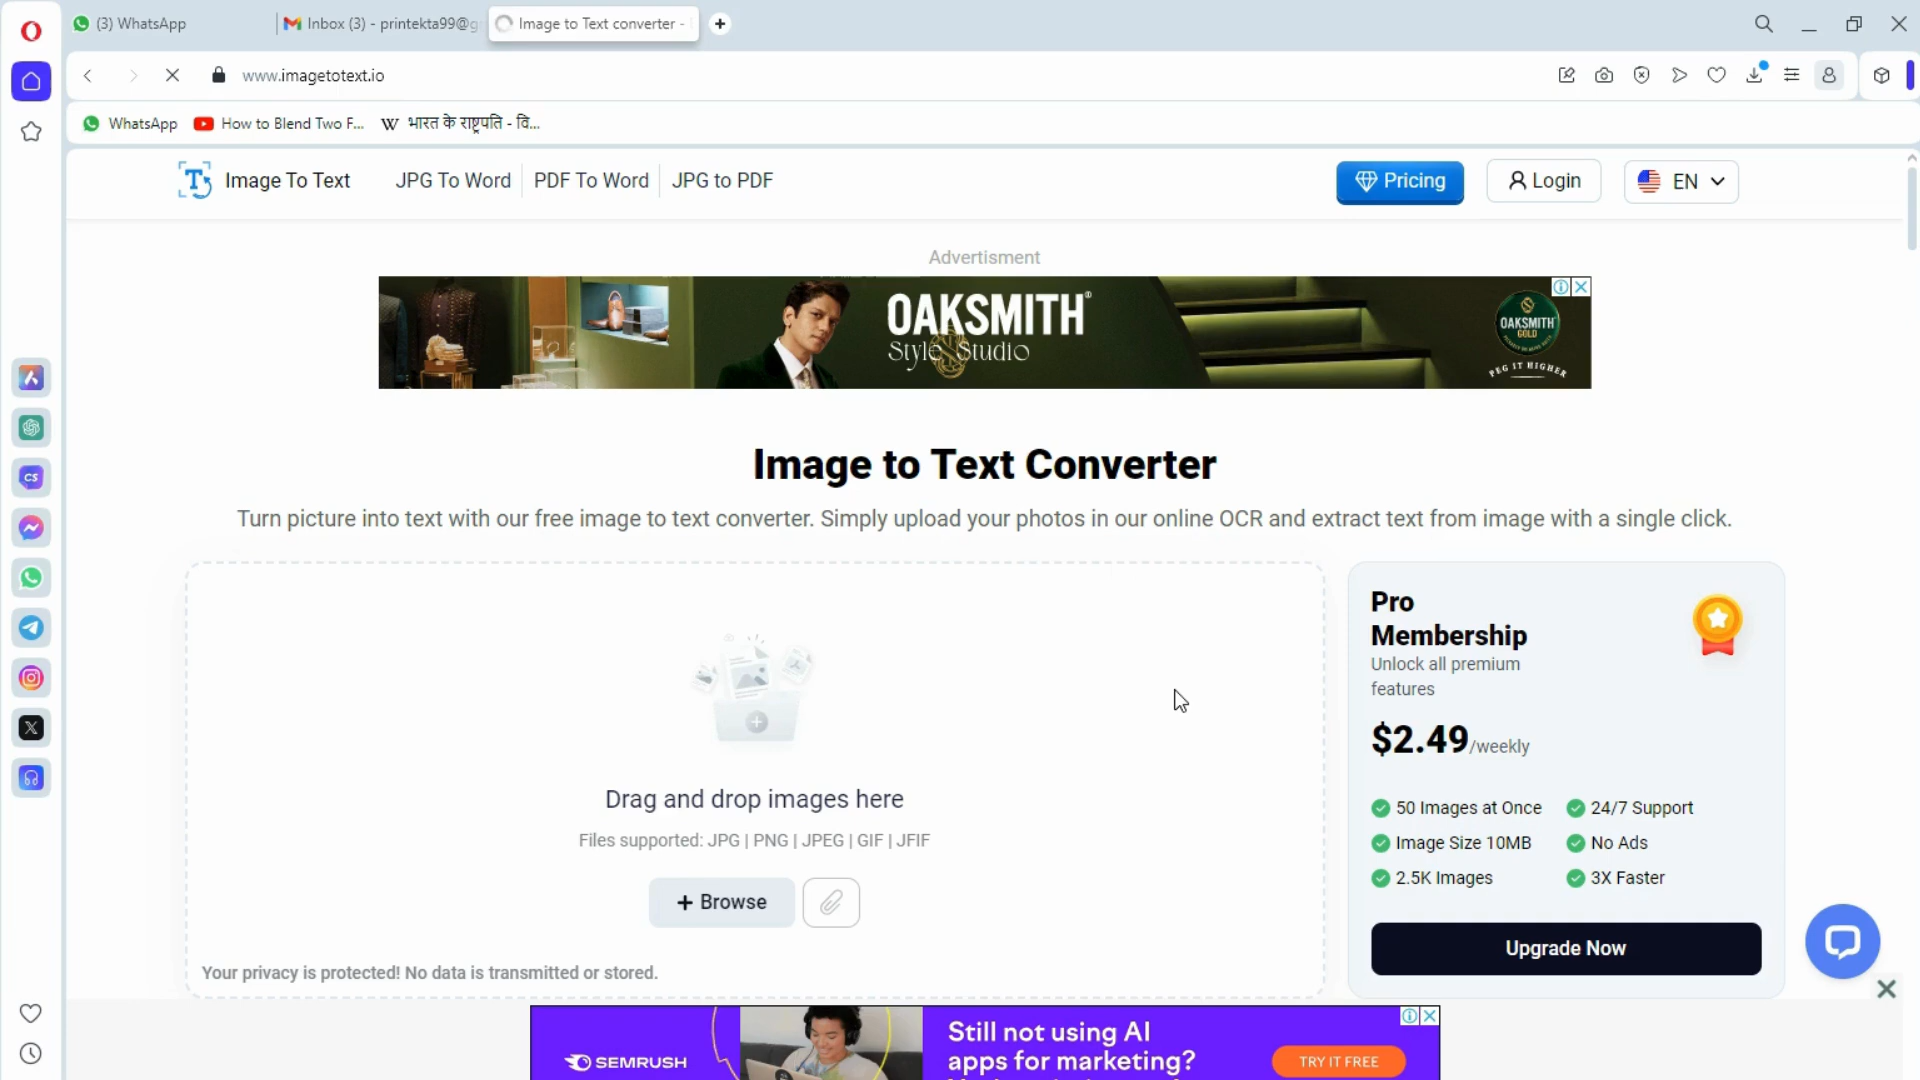 (3) WhatsApp
Inbox (3) - printekta99@g
Image to Text converter -
www.imagetotext.io
WhatsApp
How to Blend Two F...
W भारत के राष्ट्रपति - वि...
Image To Text
JPG To Word
PDF To Word
JPG to PDF
Pricing
Login
EN
Advertisment
OAKSMITH®
Style Studio
OAKSMITH
GOLD
PEG IT HIGHER
Image to Text Converter
Turn picture into text with our free image to text converter. Simply upload your photos in our online OCR and extract text from image with a single click.
Drag and drop images here
Files supported: JPG | PNG | JPEG | GIF | JFIF
+ Browse
Your privacy is protected! No data is transmitted or stored.
Pro
Membership
Unlock all premium
features
$2.49/weekly
50 Images at Once
24/7 Support
Image Size 10MB
No Ads
2.5K Images
3X Faster
Upgrade Now
CS
SEMRUSH
Still not using AI
apps for marketing?
TRY IT FREE